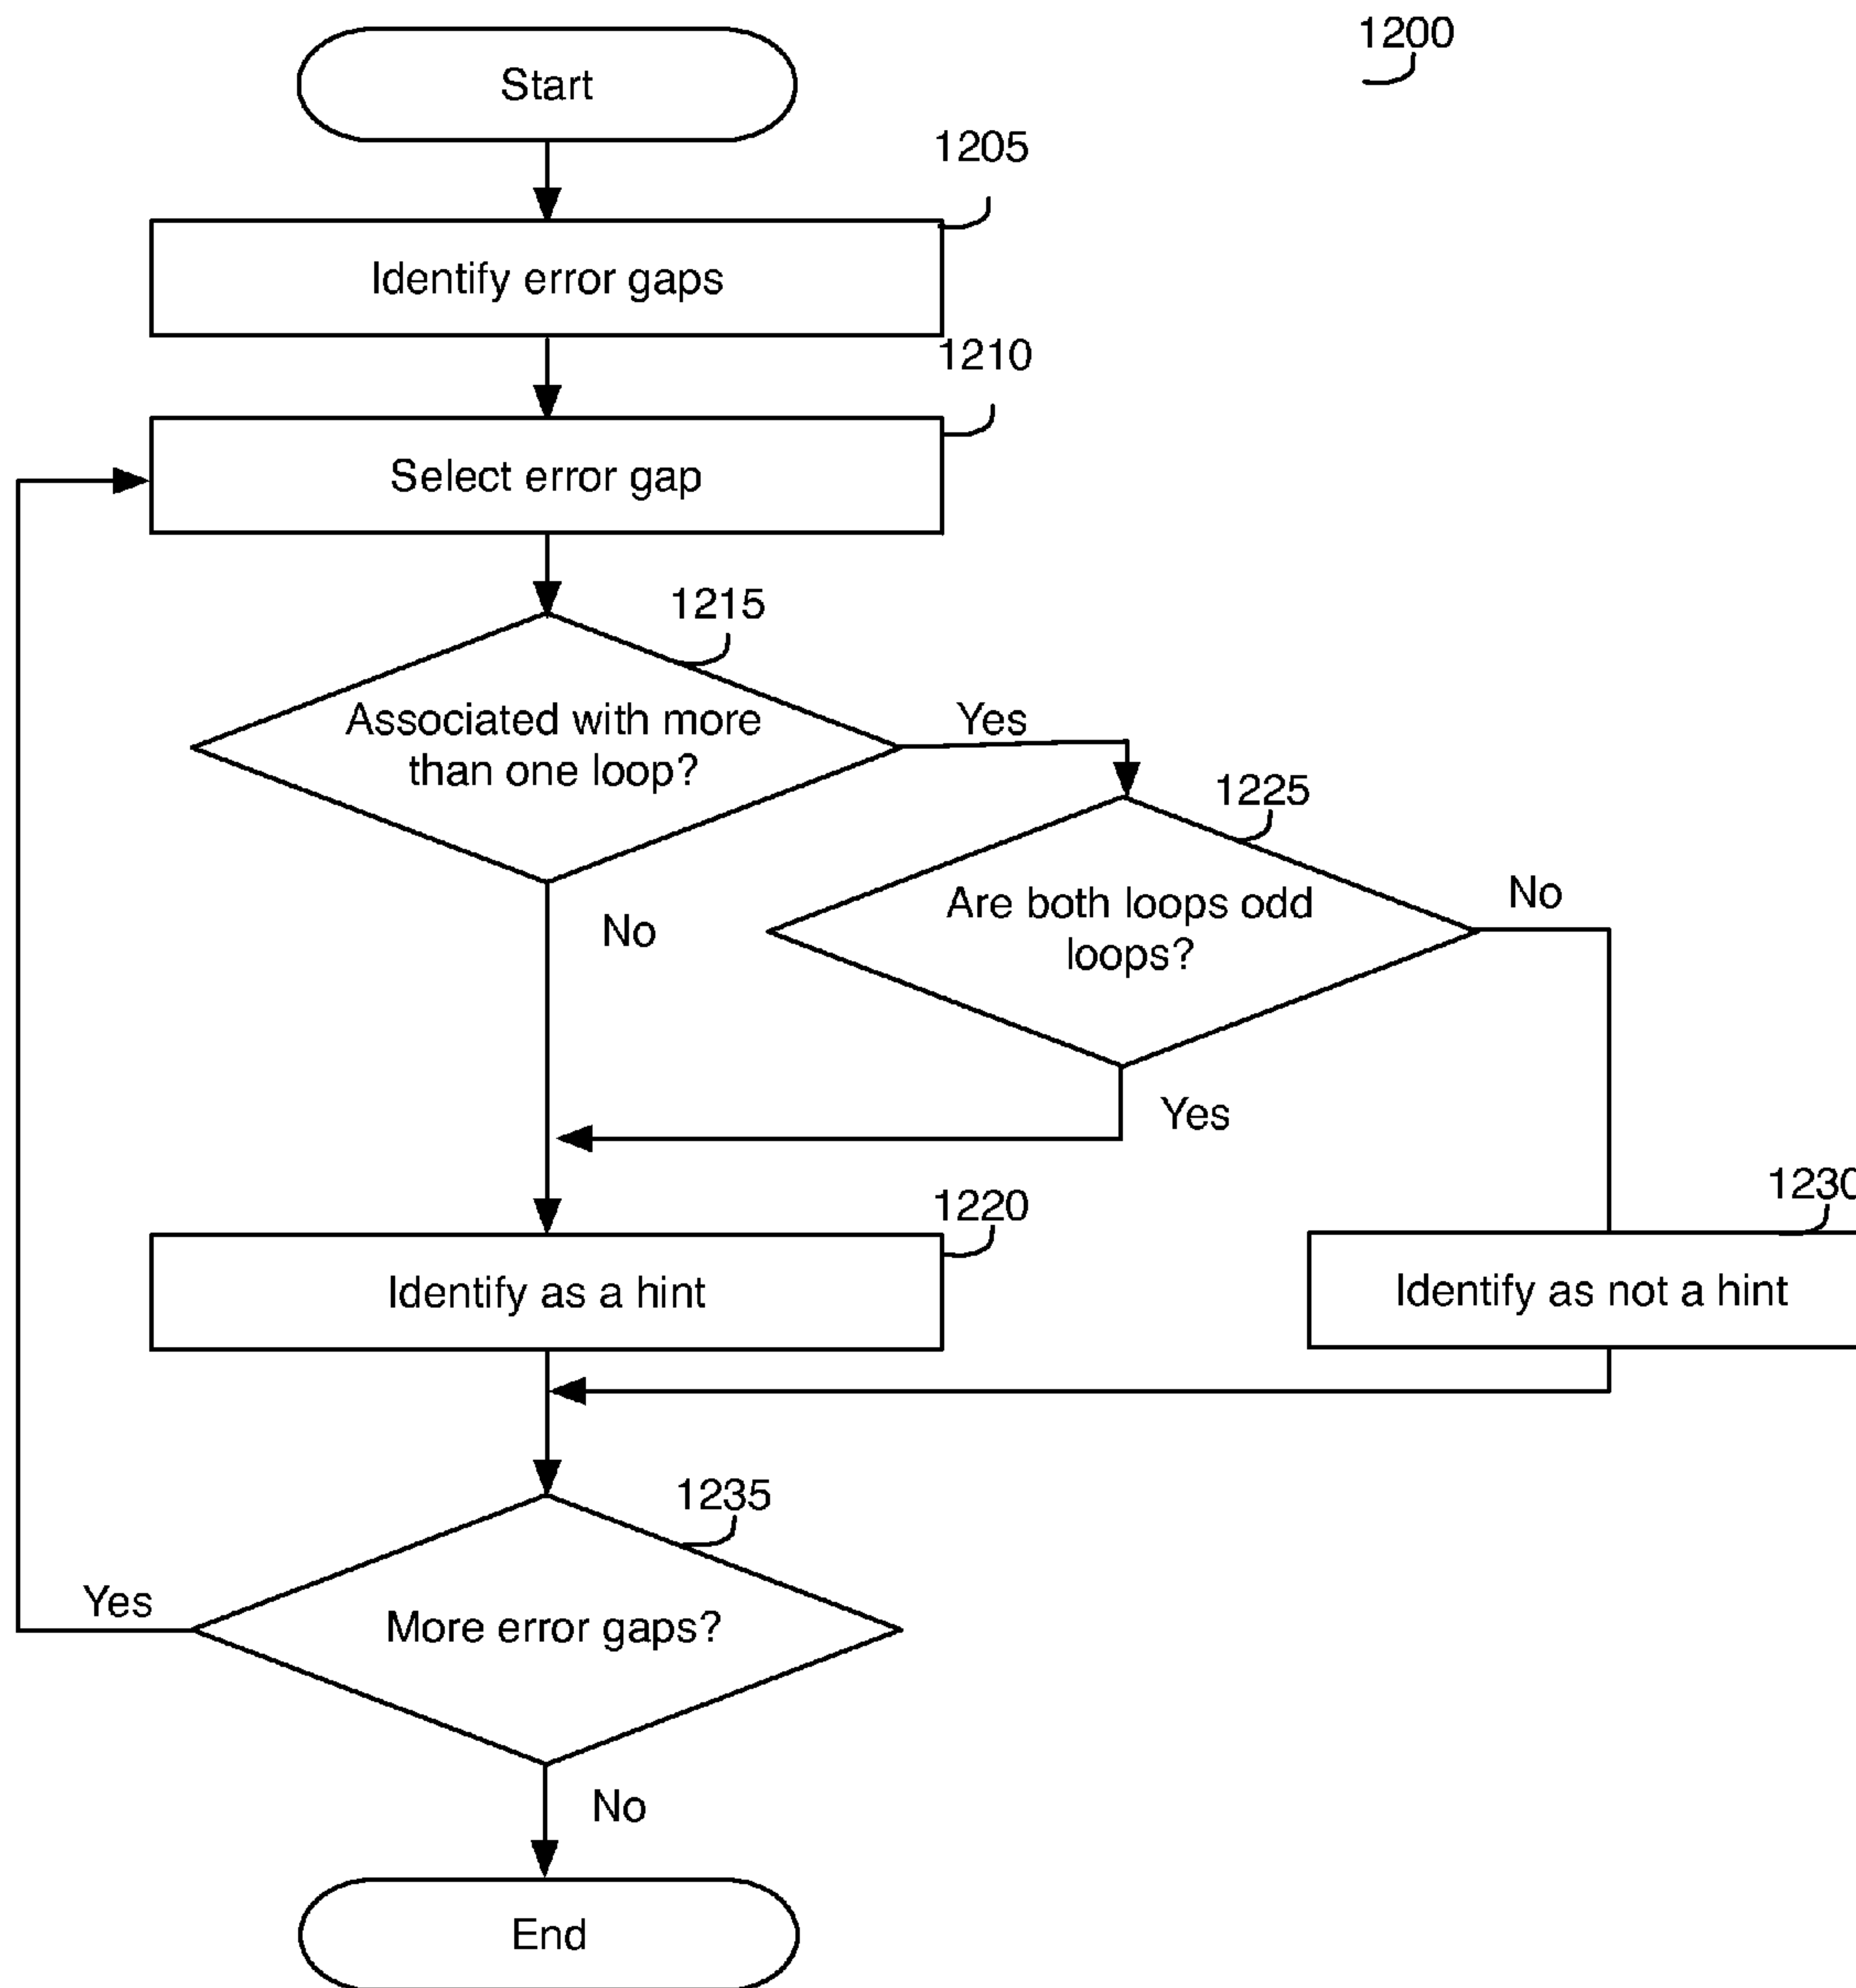 1200
Start
1205
Identify error gaps
1210
Select error gap
1215
Associated with more
than one loop?
Yes
1225
Are both loops odd
loops?
No
No
Yes
1220
Identify as a hint
1230
Identify as not a hint
1235
More error gaps?
Yes
No
End